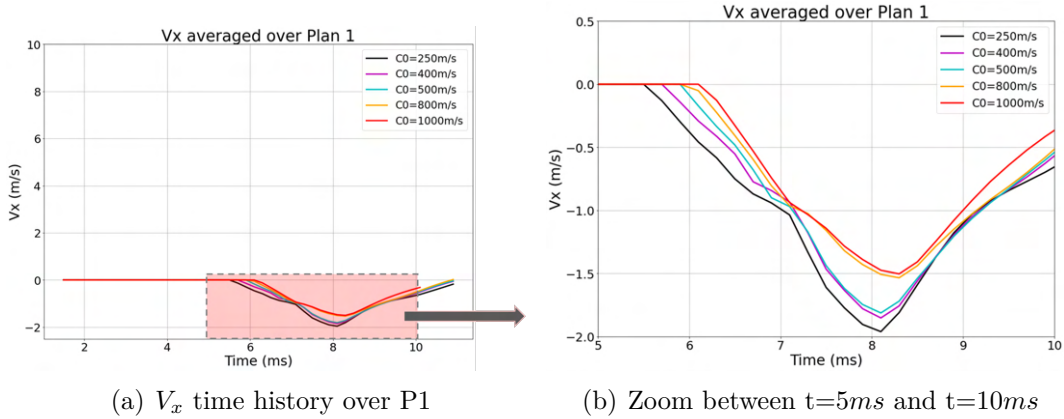 Vx averaged over Plan 1
Vx (m/s)
10
8
6
4
2
0
−2
C0=250m/s
C0=400m/s
C0=500m/s
C0=800m/s
C0=1000m/s
2
4
6
8
10
Time (ms)
(a) Vx time history over P1
Vx averaged over Plan 1
Vx (m/s)
0.5
0.0
−0.5
−1.0
−1.5
−2.0
C0=250m/s
C0=400m/s
C0=500m/s
C0=800m/s
C0=1000m/s
5
6
7
8
9
10
Time (ms)
(b) Zoom between t=5ms and t=10ms